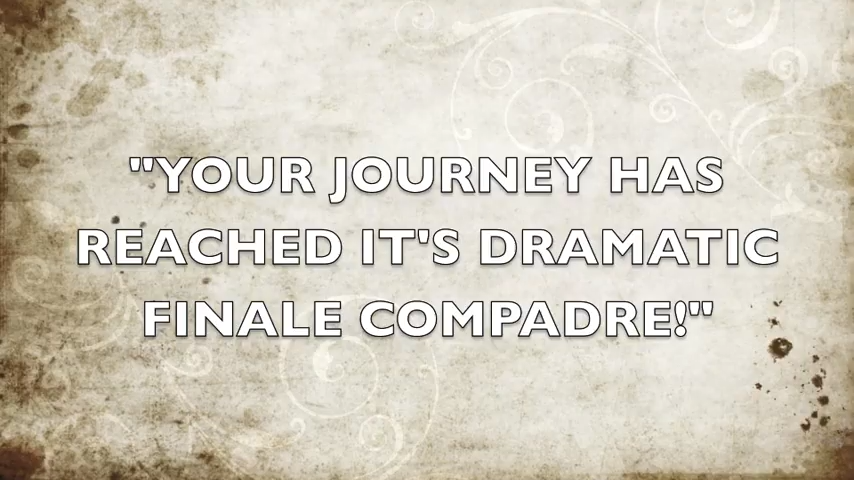 "YOUR JOURNEY HAS
REACHED IT'S DRAMATIC
FINALE COMPADRE!"